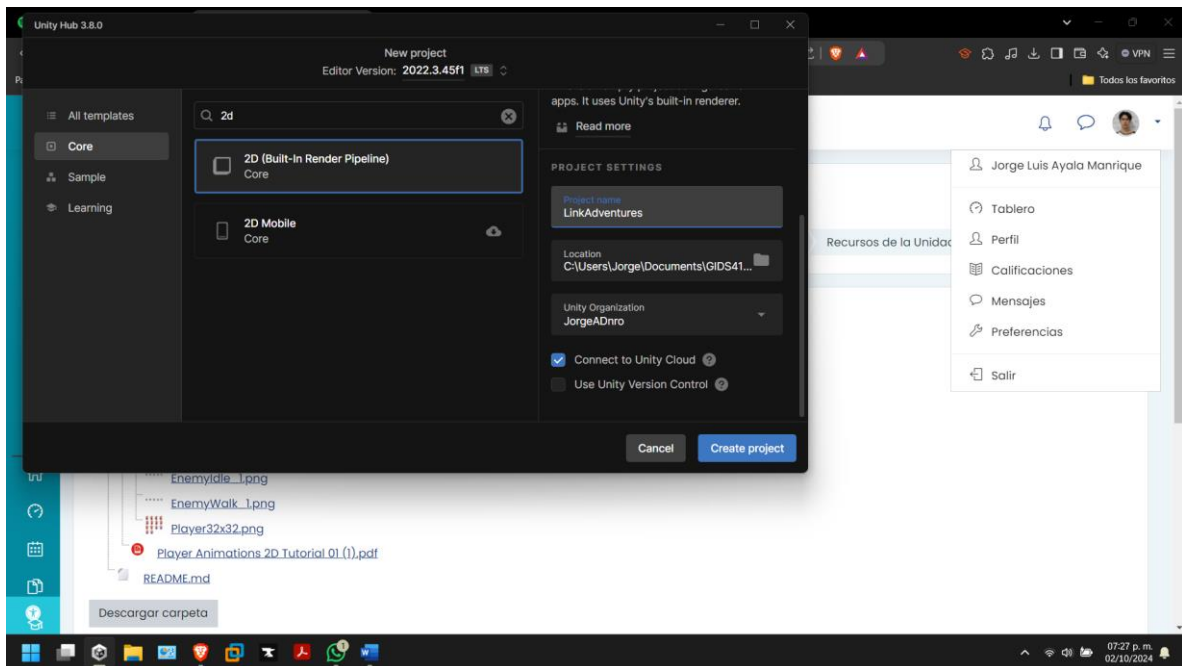 Unity Hub 3.8.0
New project
Editor Version: 2022.3.45f1 LTS
All templates
Core
Sample
Learning
2d
2D (Built-In Render Pipeline)
Core
2D Mobile
Core
apps. It uses Unity's built-in renderer.
Read more
PROJECT SETTINGS
Project name
LinkAdventures
Location
C:\Users\Jorge\Documents\GIDS41...
Unity Organization
JorgeADnro
Connect to Unity Cloud
Use Unity Version Control
Cancel
Create project
VPN
Todos los favoritos
Jorge Luis Ayala Manrique
Tablero
Perfil
Calificaciones
Mensajes
Preferencias
Salir
Recursos de la Unidad
EnemyIdle_1.png
EnemyWalk_1.png
Player32x32.png
Player Animations 2D Tutorial 01 (1).pdf
README.md
Descargar carpeta
07:27 p. m.
02/10/2024